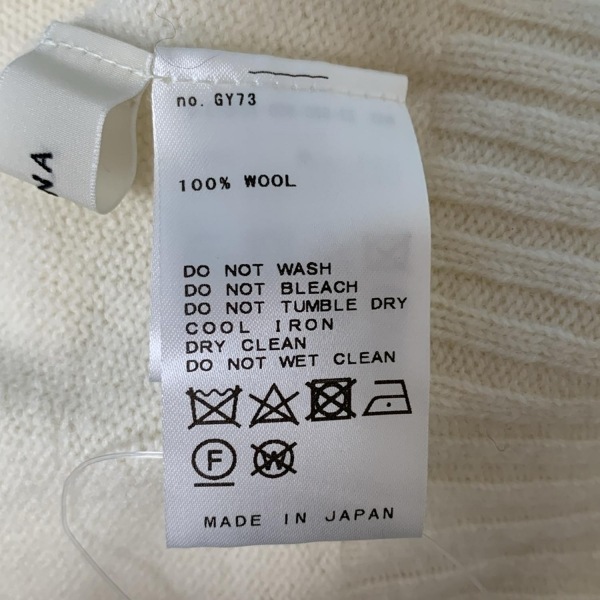 no. GY73
100% WOOL
DO NOT WASH
DO NOT BLEACH
DO NOT TUMBLE DRY
COOL IRON
DRY CLEAN
DO NOT WET CLEAN
F W
MADE IN JAPAN
NA